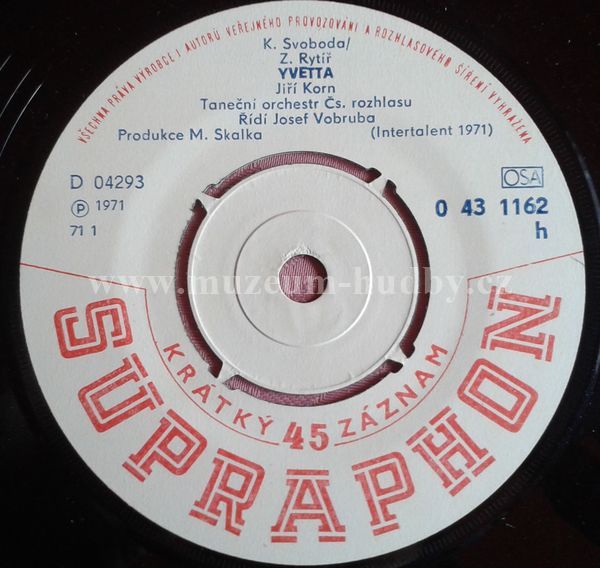 VŠECHNA PRÁVA VÝROBCE I AUTORŮ VEŘEJNÉHO PROVOZOVÁNÍ A ROZHLASOVÉHO ŠÍŘENÍ VYHRAZENA
K. Svoboda/
Z. Rytíř
YVETTA
Jiří Korn
Taneční orchestr Čs. rozhlasu
Řídí Josef Vobruba
Produkce M. Skalka (Intertalent 1971)
D 04293
OSA
Ⓟ 1971
0 43 1162
71 1
h
www.muzeum-hudby.cz
KRÁTKÝ 45 ZÁZNAM
SUPRAPHON